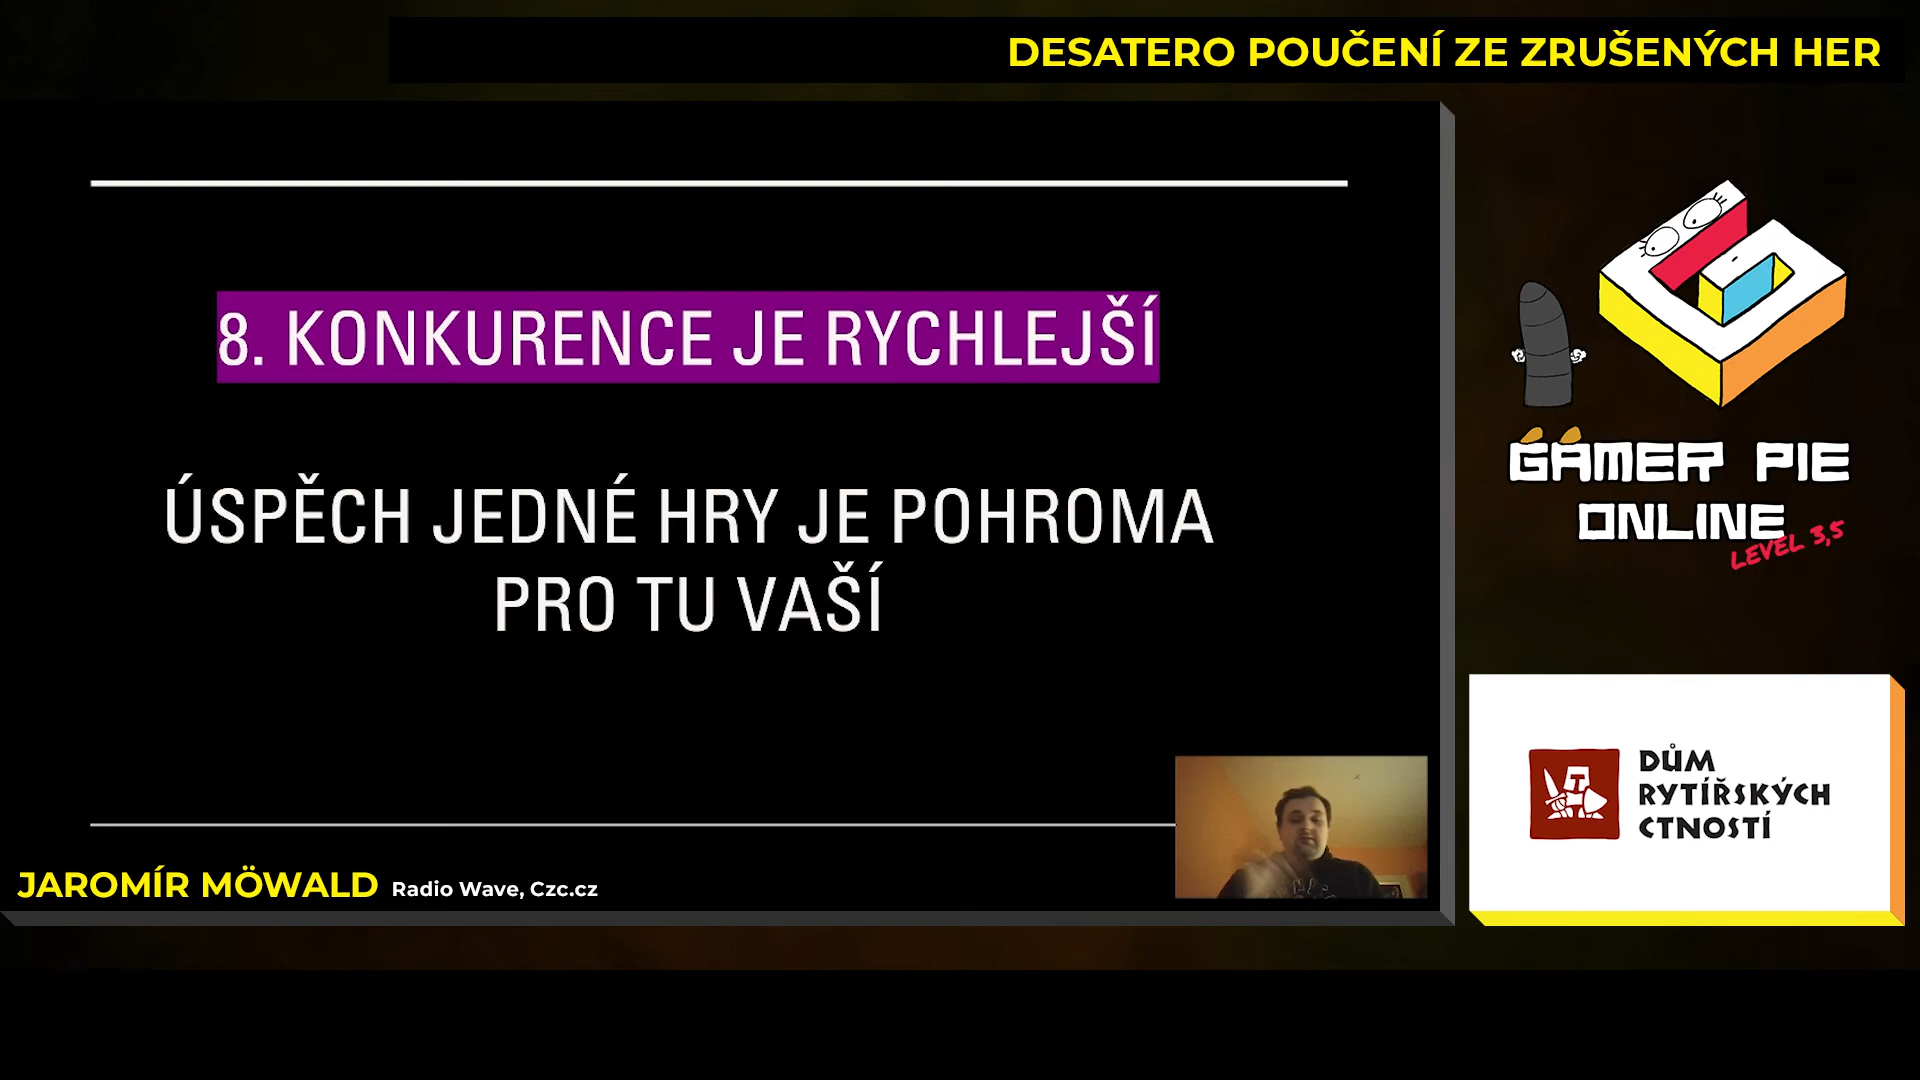 DESATERO POUČENÍ ZE ZRUŠENÝCH HER
8. KONKURENCE JE RYCHLEJŠÍ
ÚSPĚCH JEDNÉ HRY JE POHROMA
PRO TU VAŠÍ
JAROMÍR MÖWALD Radio Wave, Czc.cz
GAMER PIE
ONLINE
LEVEL 3,5
DŮM
RYTÍŘSKÝCH
CTNOSTÍ